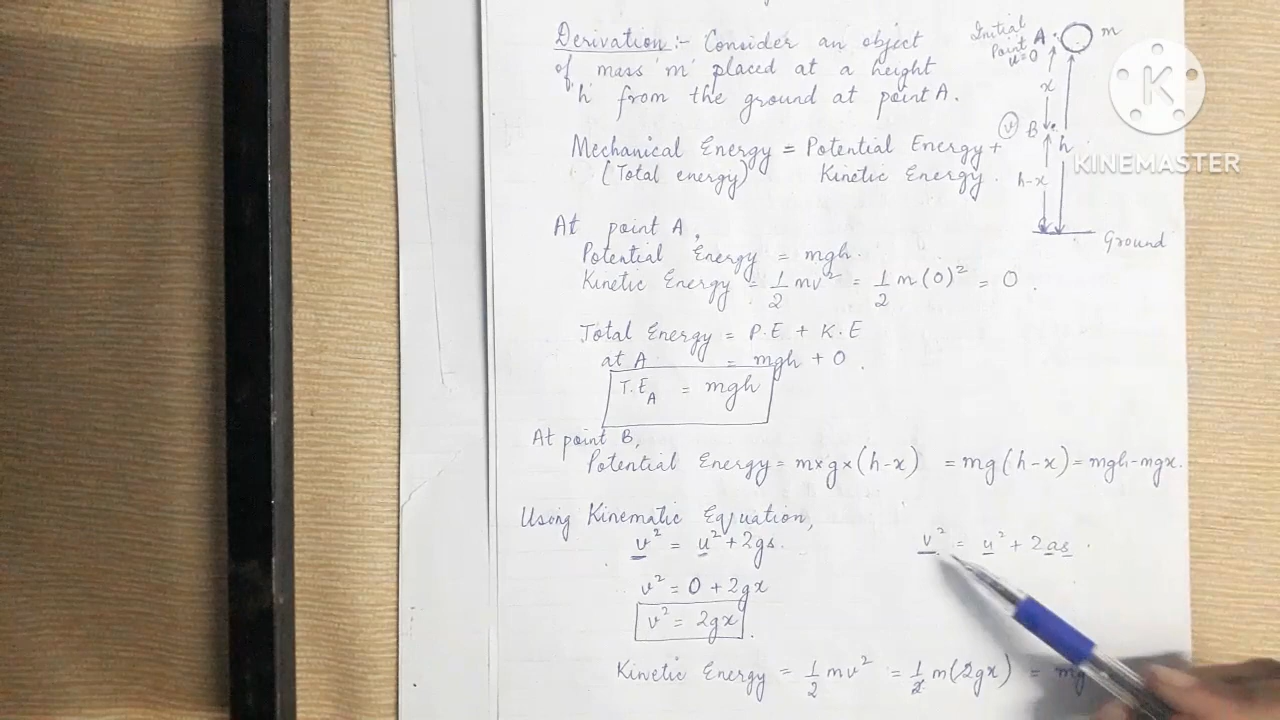 Derivation :- Consider an object
of mass 'm' placed at a height
'h' from the ground at point A.
Initial
Point
u=0
A
m
x
v
B
h
h-x
Ground
K
KINEMASTER
Mechanical Energy = Potential Energy +
(Total energy) Kinetic Energy.
At point A,
Potential Energy = mgh.
Kinetic Energy = 1/2 mv² = 1/2 m(0)² = 0.
Total Energy = P.E + K.E
at A = mgh + 0.
T.E_A = mgh
At point B,
Potential Energy = m×g×(h-x) = mg(h-x) = mgh-mgx.
Using Kinematic Equation,
v² = u²+2gs. v² = u² + 2as.
v² = 0 + 2gx
v² = 2gx.
Kinetic Energy = 1/2 mv² = 1/2 m(2gx) = mg